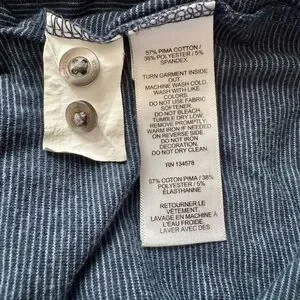 57% PIMA COTTON /
38% POLYESTER / 5%
SPANDEX
TURN GARMENT INSIDE
OUT.
MACHINE WASH COLD.
WASH WITH LIKE
COLORS.
DO NOT USE FABRIC
SOFTENER.
DO NOT BLEACH.
TUMBLE DRY LOW.
REMOVE PROMPTLY.
WARM IRON IF NEEDED.
ON REVERSE SIDE.
DO NOT IRON
DECORATION.
DO NOT DRY CLEAN.
RN 134578
57% COTON PIMA / 38%
POLYESTER / 5%
ÉLASTHANNE
RETOURNER LE
VÊTEMENT.
LAVAGE EN MACHINE À
L'EAU FROIDE.
LAVER AVEC DES